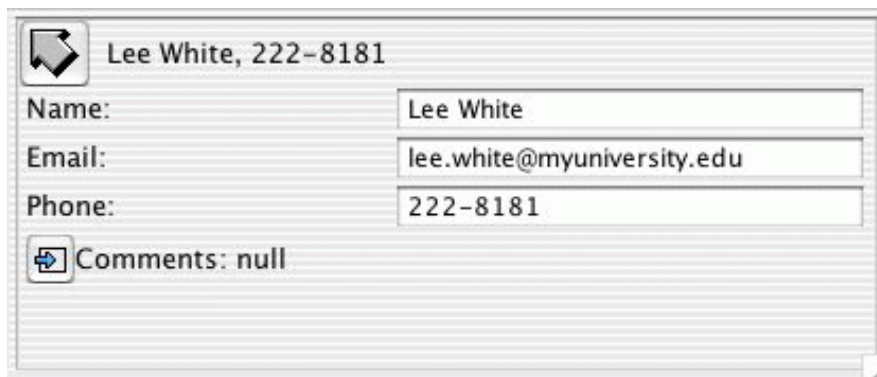 Lee White, 222-8181
Name: Lee White
Email: lee.white@myuniversity.edu
Phone: 222-8181
Comments: null